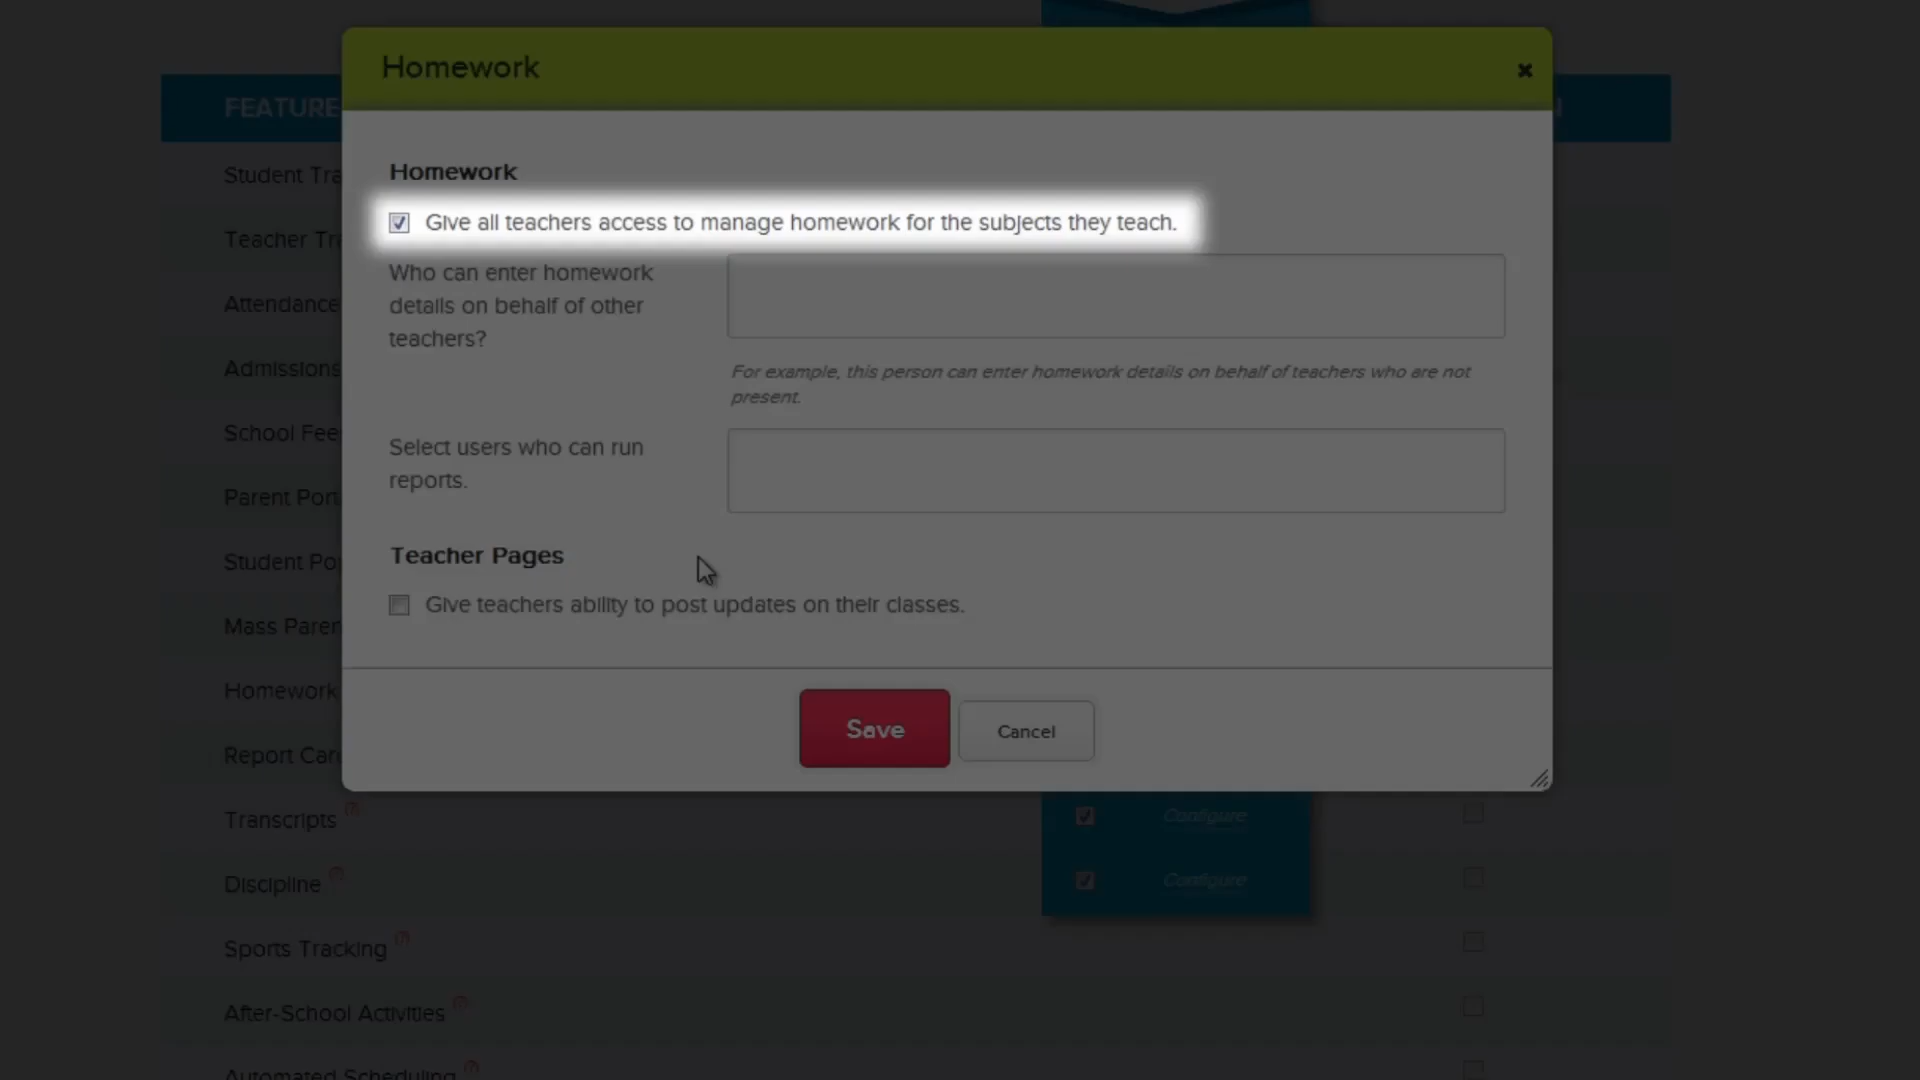 Homework
FEATURE
Student Tra
Homework
Give all teachers access to manage homework for the subjects they teach.
Teacher Tr
Who can enter homework
details on behalf of other
teachers?
Attendance
Admissions
For example, this person can enter homework details on behalf of teachers who are not
present.
School Fee
Select users who can run
reports.
Parent Port
Student Po
Teacher Pages
Give teachers ability to post updates on their classes.
Mass Paren
Homework
Save Cancel
Report Car
Transcripts (?) Configure
Discipline (?) Configure
Sports Tracking (?)
After-School Activities (?)
Automated Scheduling (?)